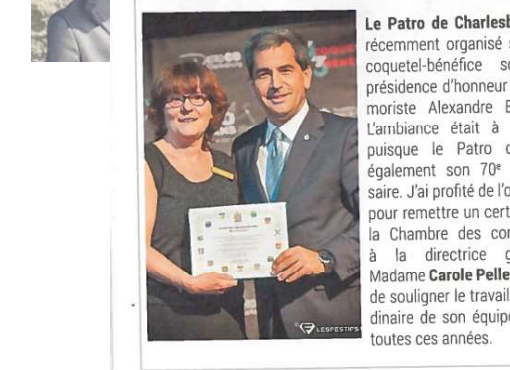 Le Patro de Charlesb
récemment organisé s
coquetel-bénéfice so
présidence d'honneur
moriste Alexandre B
L'ambiance était à
puisque le Patro c
également son 70e
saire. J'ai profité de l'o
pour remettre un cert
la Chambre des con
à la directrice g
Madame Carole Pelle
de souligner le travail
dinaire de son équipe
toutes ces années.
LESFESTIFS